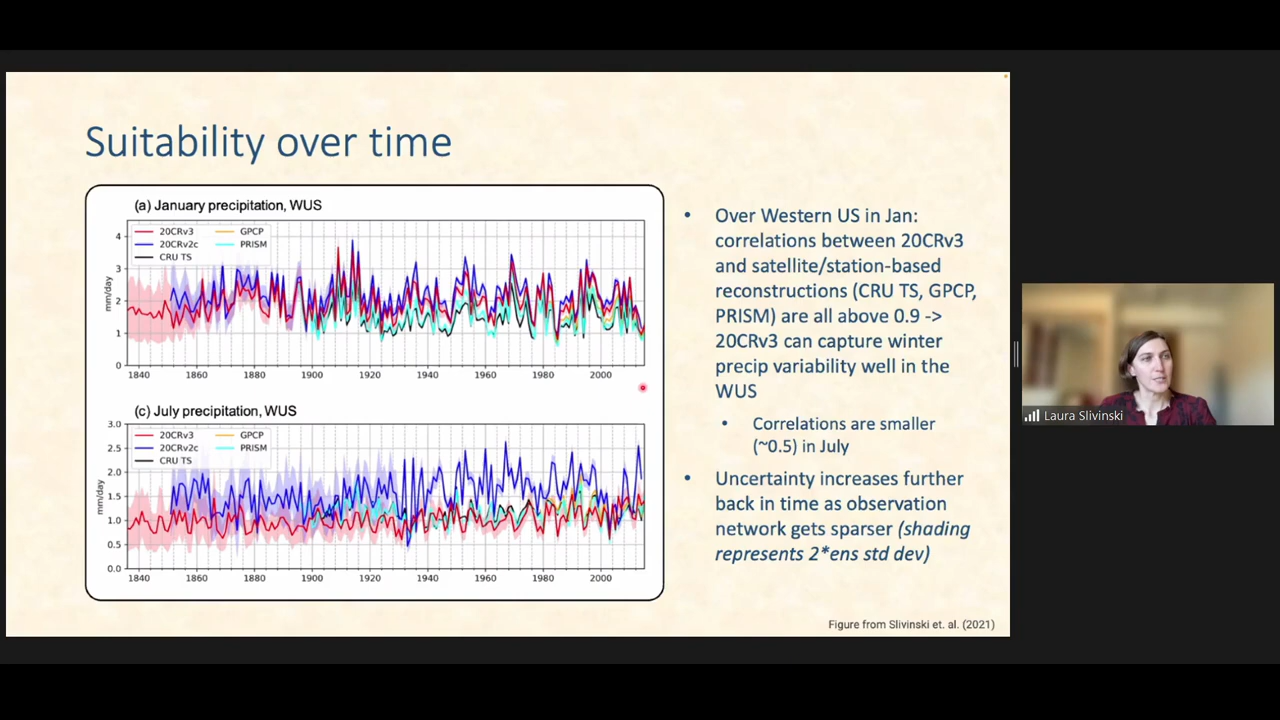 Suitability over time
(a) January precipitation, WUS
20CRv3
GPCP
20CRv2c
PRISM
CRU TS
mm/day
4
3
2
1
0
1840
1860
1880
1900
1920
1940
1960
1980
2000
(c) July precipitation, WUS
20CRv3
GPCP
20CRv2c
PRISM
CRU TS
mm/day
3.0
2.5
2.0
1.5
1.0
0.5
0.0
1840
1860
1880
1900
1920
1940
1960
1980
2000
• Over Western US in Jan:
correlations between 20CRv3
and satellite/station-based
reconstructions (CRU TS, GPCP,
PRISM) are all above 0.9 ->
20CRv3 can capture winter
precip variability well in the
WUS
• Correlations are smaller
(~0.5) in July
• Uncertainty increases further
back in time as observation
network gets sparser (shading
represents 2*ens std dev)
Figure from Slivinski et. al. (2021)
Laura Slivinski